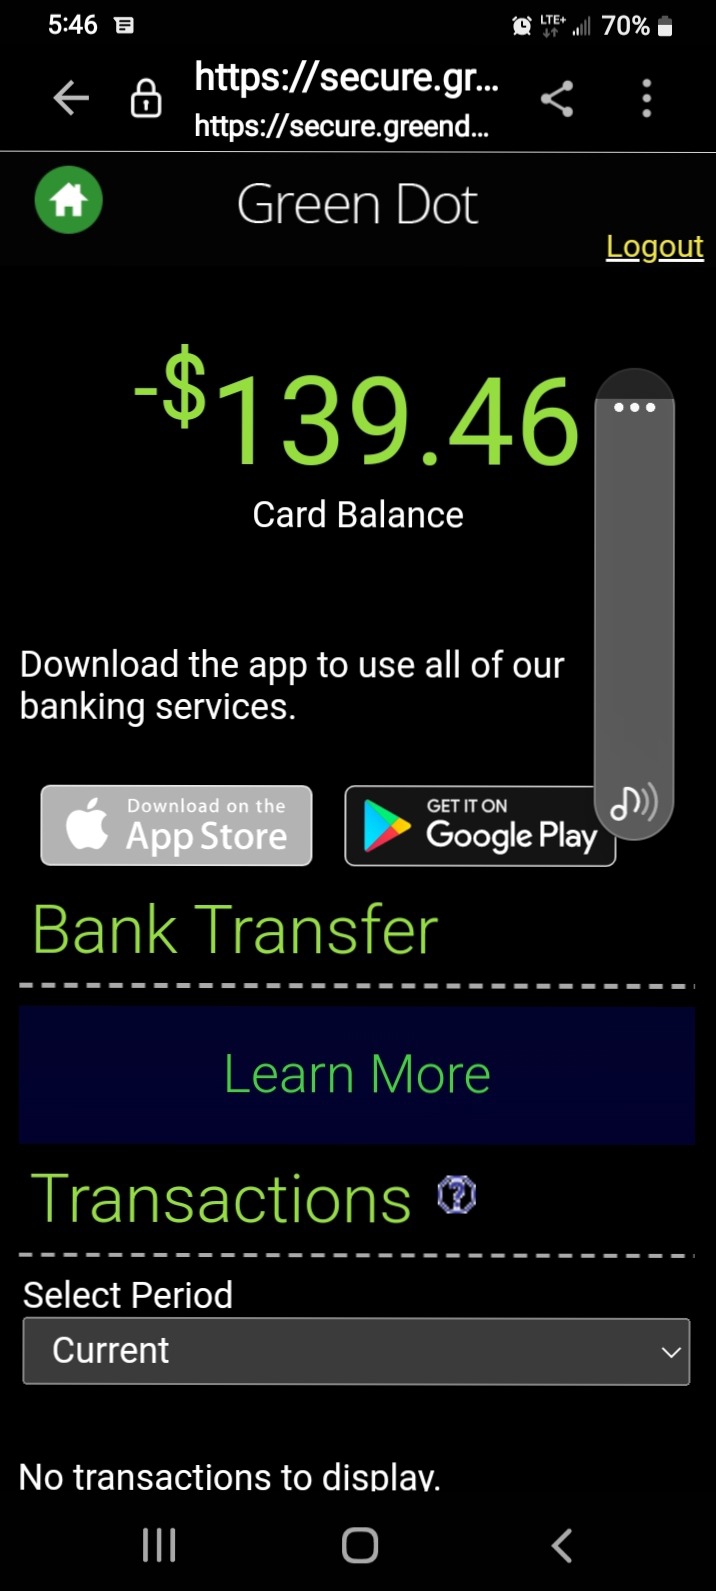 5:46
LTE+ 70%
https://secure.gr...
https://secure.greend...
Green Dot
Logout
-$139.46
Card Balance
Download the app to use all of our
banking services.
Download on the
App Store
GET IT ON
Google Play
Bank Transfer
Learn More
Transactions ?
Select Period
Current
No transactions to display.